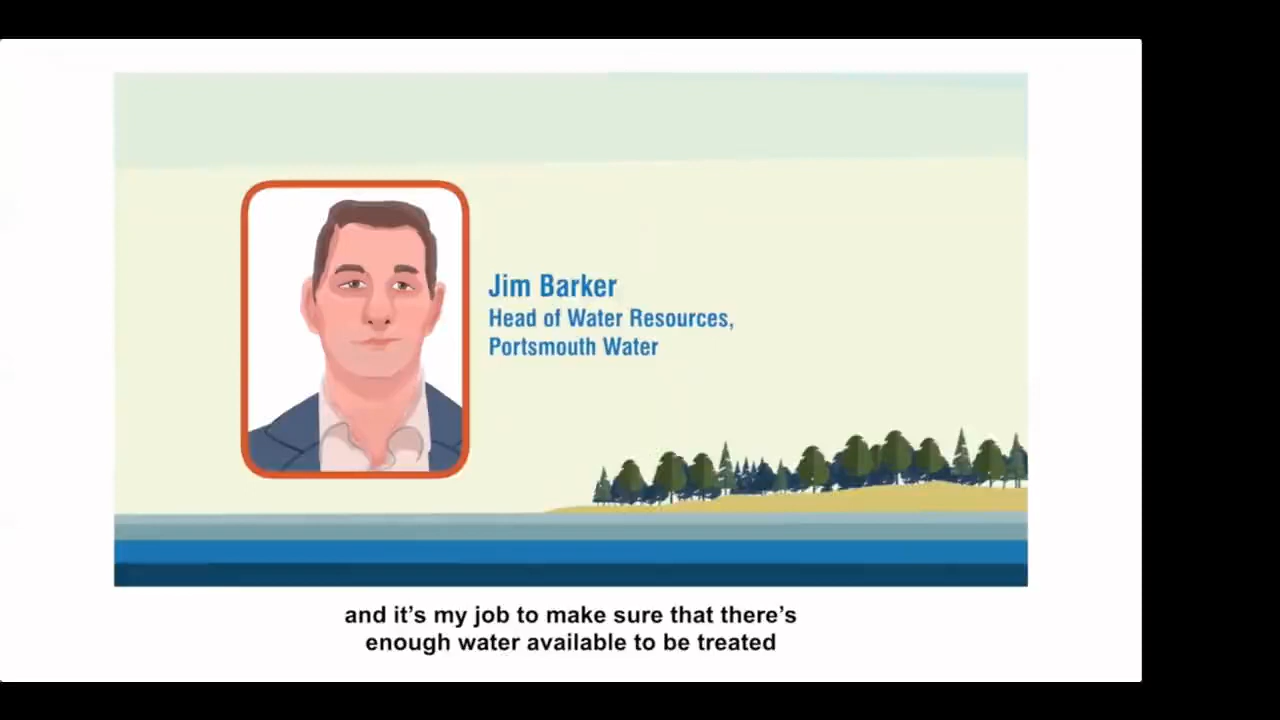 Jim Barker
Head of Water Resources,
Portsmouth Water
and it’s my job to make sure that there’s
enough water available to be treated